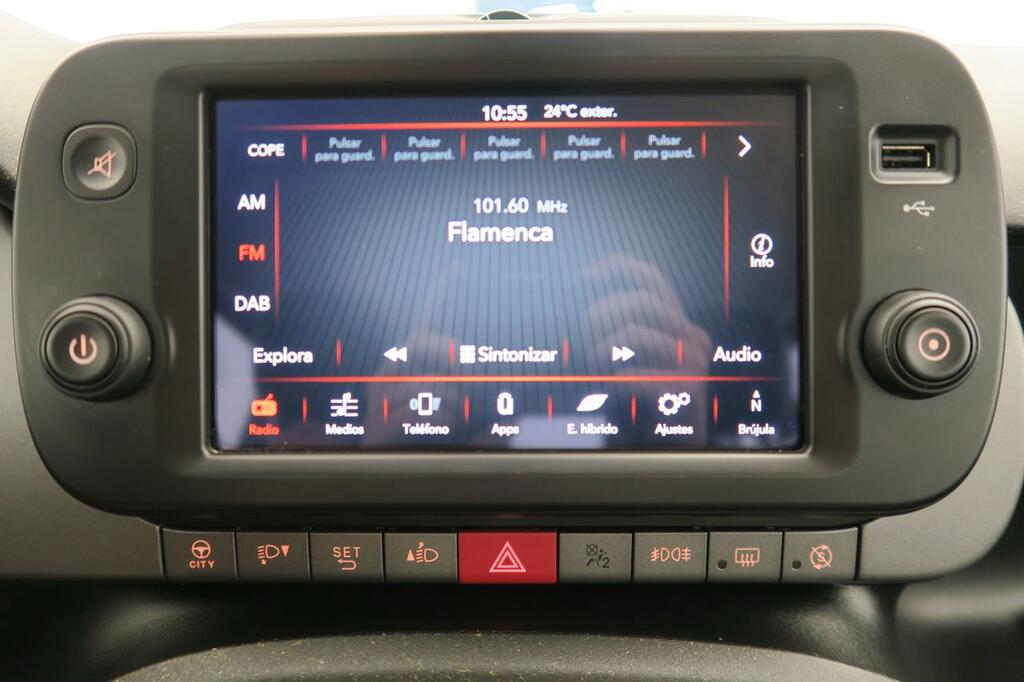 10:55 24°C exter.
COPE Pulsar para guard. Pulsar para guard. Pulsar para guard. Pulsar para guard. Pulsar para guard.
AM
101.60 MHz
Flamenca
FM
Info
DAB
Explora Sintonizar Audio
Radio Medios Teléfono Apps E. híbrido Ajustes N Brújula
CITY SET 2